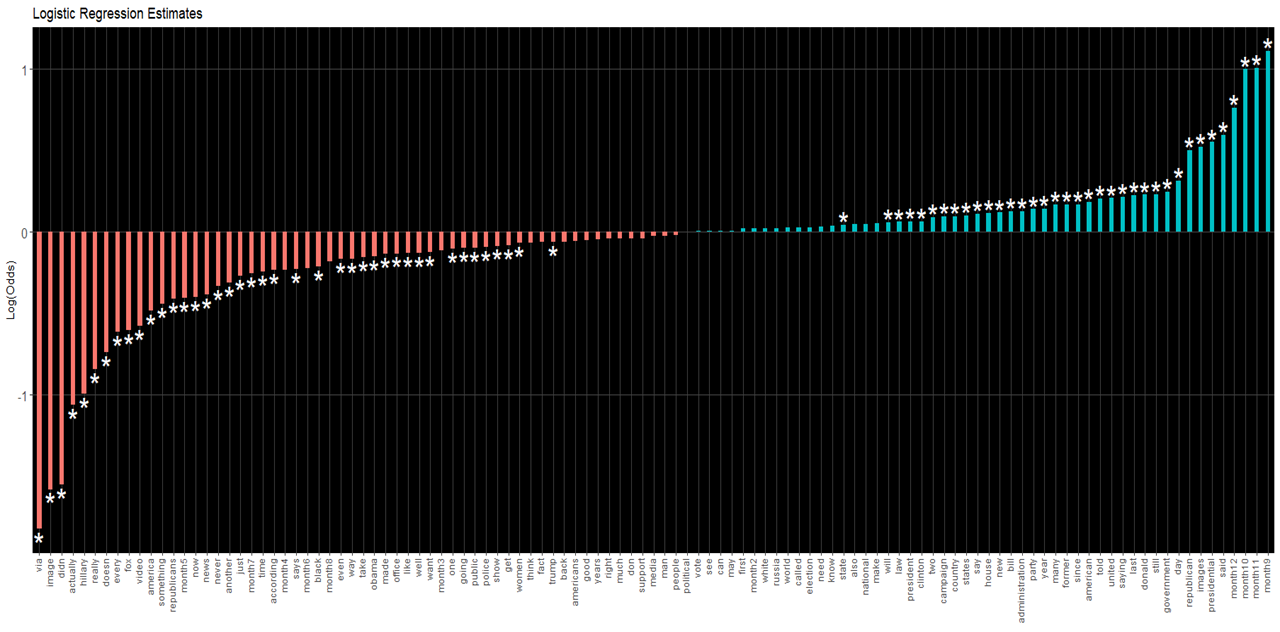 Logistic Regression Estimates
1
0
-1
Log(Odds)
via
image
didn
actually
hillary
really
doesn
every
fox
video
america
something
republicans
month5
now
news
never
another
just
month7
time
according
month4
says
month6
black
month8
even
way
take
obama
made
office
like
well
want
month3
one
going
public
police
show
get
women
think
fact
trump
back
americans
good
years
right
much
don
support
media
man
people
political
vote
see
can
may
first
month2
white
russia
world
called
election
need
know
state
also
national
make
will
law
president
clinton
two
campaign
country
states
say
house
new
bill
administration
party
year
many
former
since
american
told
united
saying
last
donald
still
government
day
republican
images
presidential
said
month12
month10
month11
month9